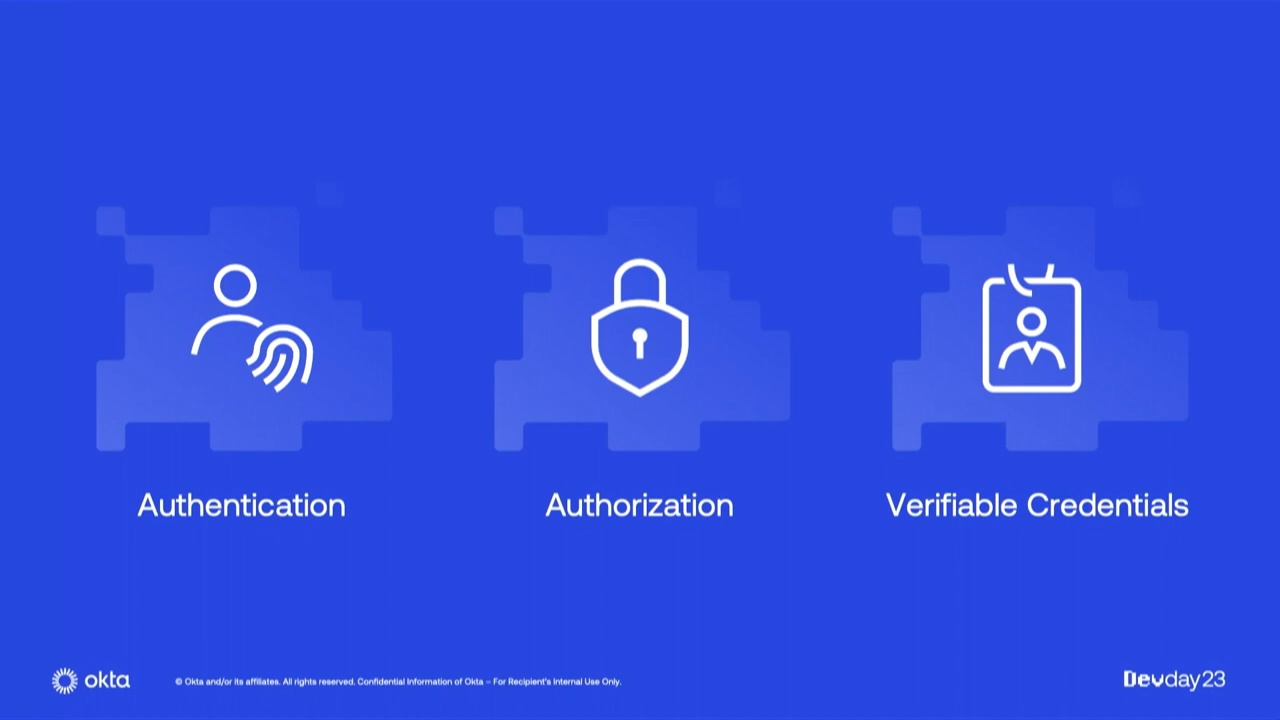 Authentication
Authorization
Verifiable Credentials
okta
© Okta and/or its affiliates. All rights reserved. Confidential Information of Okta – For Recipient's Internal Use Only.
Devday23